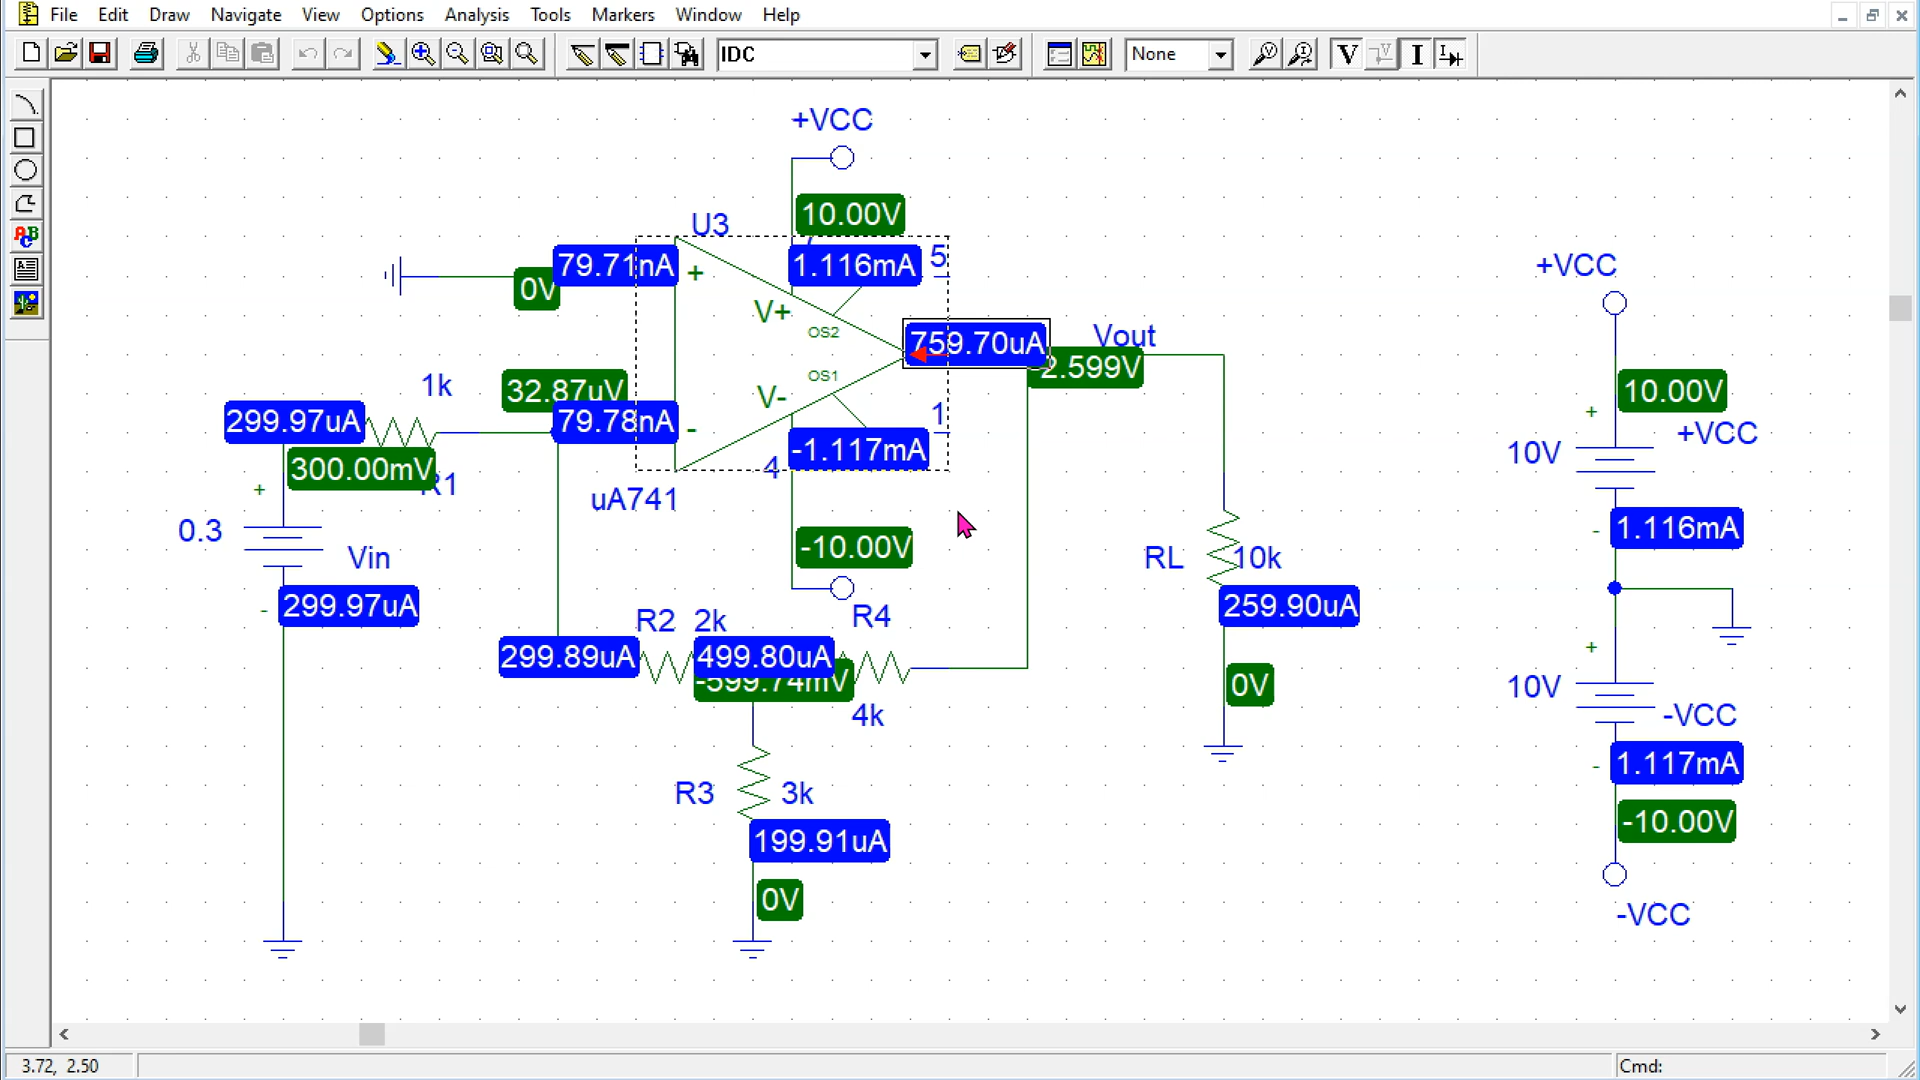 File Edit Draw Navigate View Options Analysis Tools Markers Window Help
IDC
None
V
I
ABC
+VCC
10.00V
U3
79.71nA
+
1.116mA
5
0V
V+
OS2
759.70uA
Vout
2.599V
OS1
V-
1k
32.87uV
299.97uA
79.78nA
-
1
-1.117mA
300.00mV
R1
4
uA741
+
0.3
Vin
-10.00V
-
299.97uA
R4
R2
2k
299.89uA
499.80uA
-599.74mV
4k
RL
10k
259.90uA
0V
R3
3k
199.91uA
0V
+VCC
10.00V
+
+VCC
10V
-
1.116mA
+
10V
-VCC
-
1.117mA
-10.00V
-VCC
3.72, 2.50
Cmd: